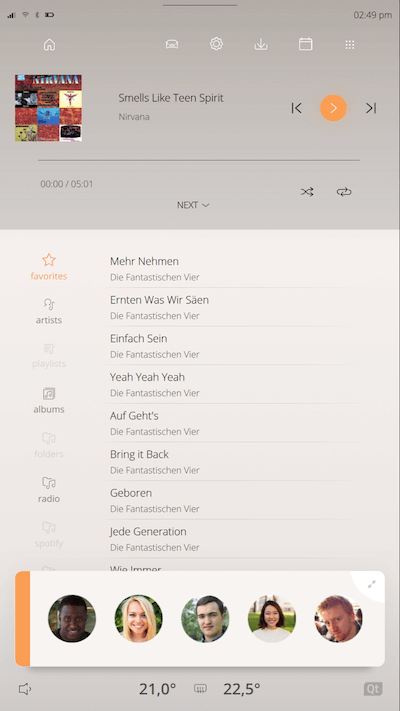 02:49 pm
NIRVANA
Smells Like Teen Spirit
Nirvana
00:00 / 05:01
NEXT
favorites
artists
playlists
albums
folders
radio
spotify
Mehr Nehmen
Die Fantastischen Vier
Ernten Was Wir Säen
Die Fantastischen Vier
Einfach Sein
Die Fantastischen Vier
Yeah Yeah Yeah
Die Fantastischen Vier
Auf Geht's
Die Fantastischen Vier
Bring it Back
Die Fantastischen Vier
Geboren
Die Fantastischen Vier
Jede Generation
Die Fantastischen Vier
Wie Immer
21,0°
22,5°
Qt